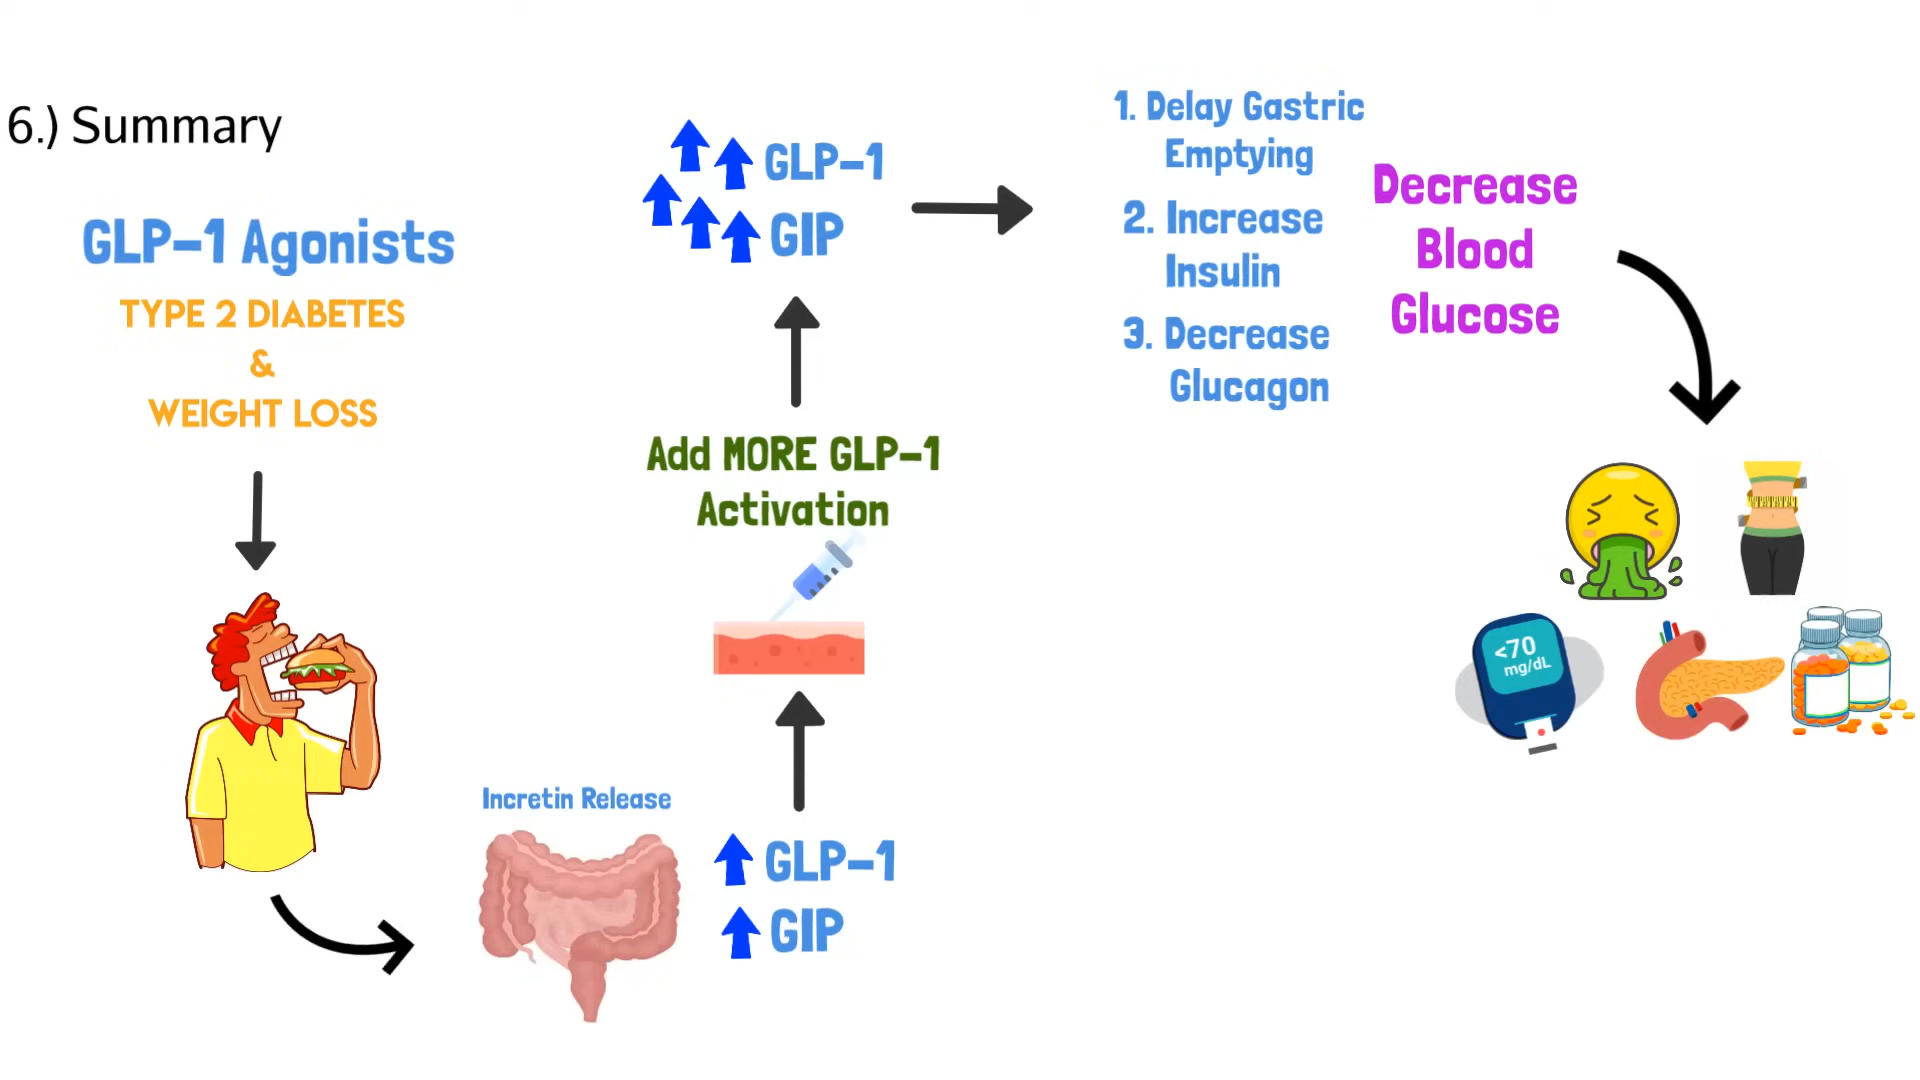 6.) Summary
GLP-1 Agonists
TYPE 2 DIABETES
&
WEIGHT LOSS
Incretin Release
GLP-1
GIP
Add MORE GLP-1
Activation
GLP-1
GIP
1. Delay Gastric
Emptying
2. Increase
Insulin
3. Decrease
Glucagon
Decrease
Blood
Glucose
<70
mg/dL